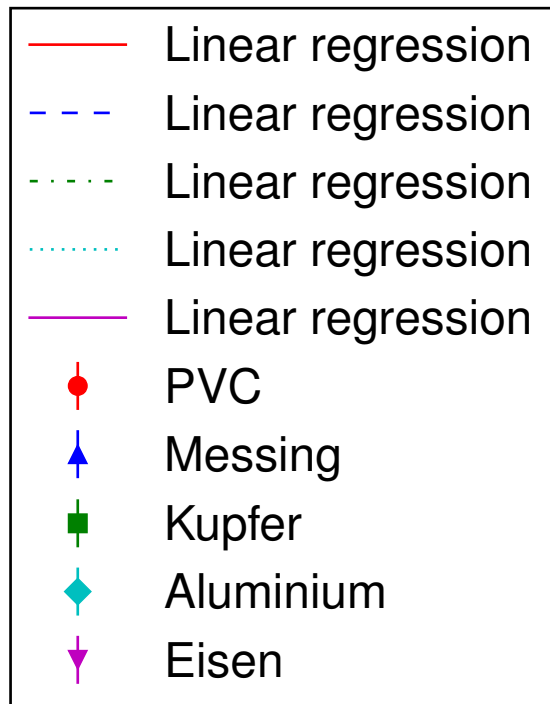 Linear regression
Linear regression
Linear regression
Linear regression
Linear regression
PVC
Messing
Kupfer
Aluminium
Eisen